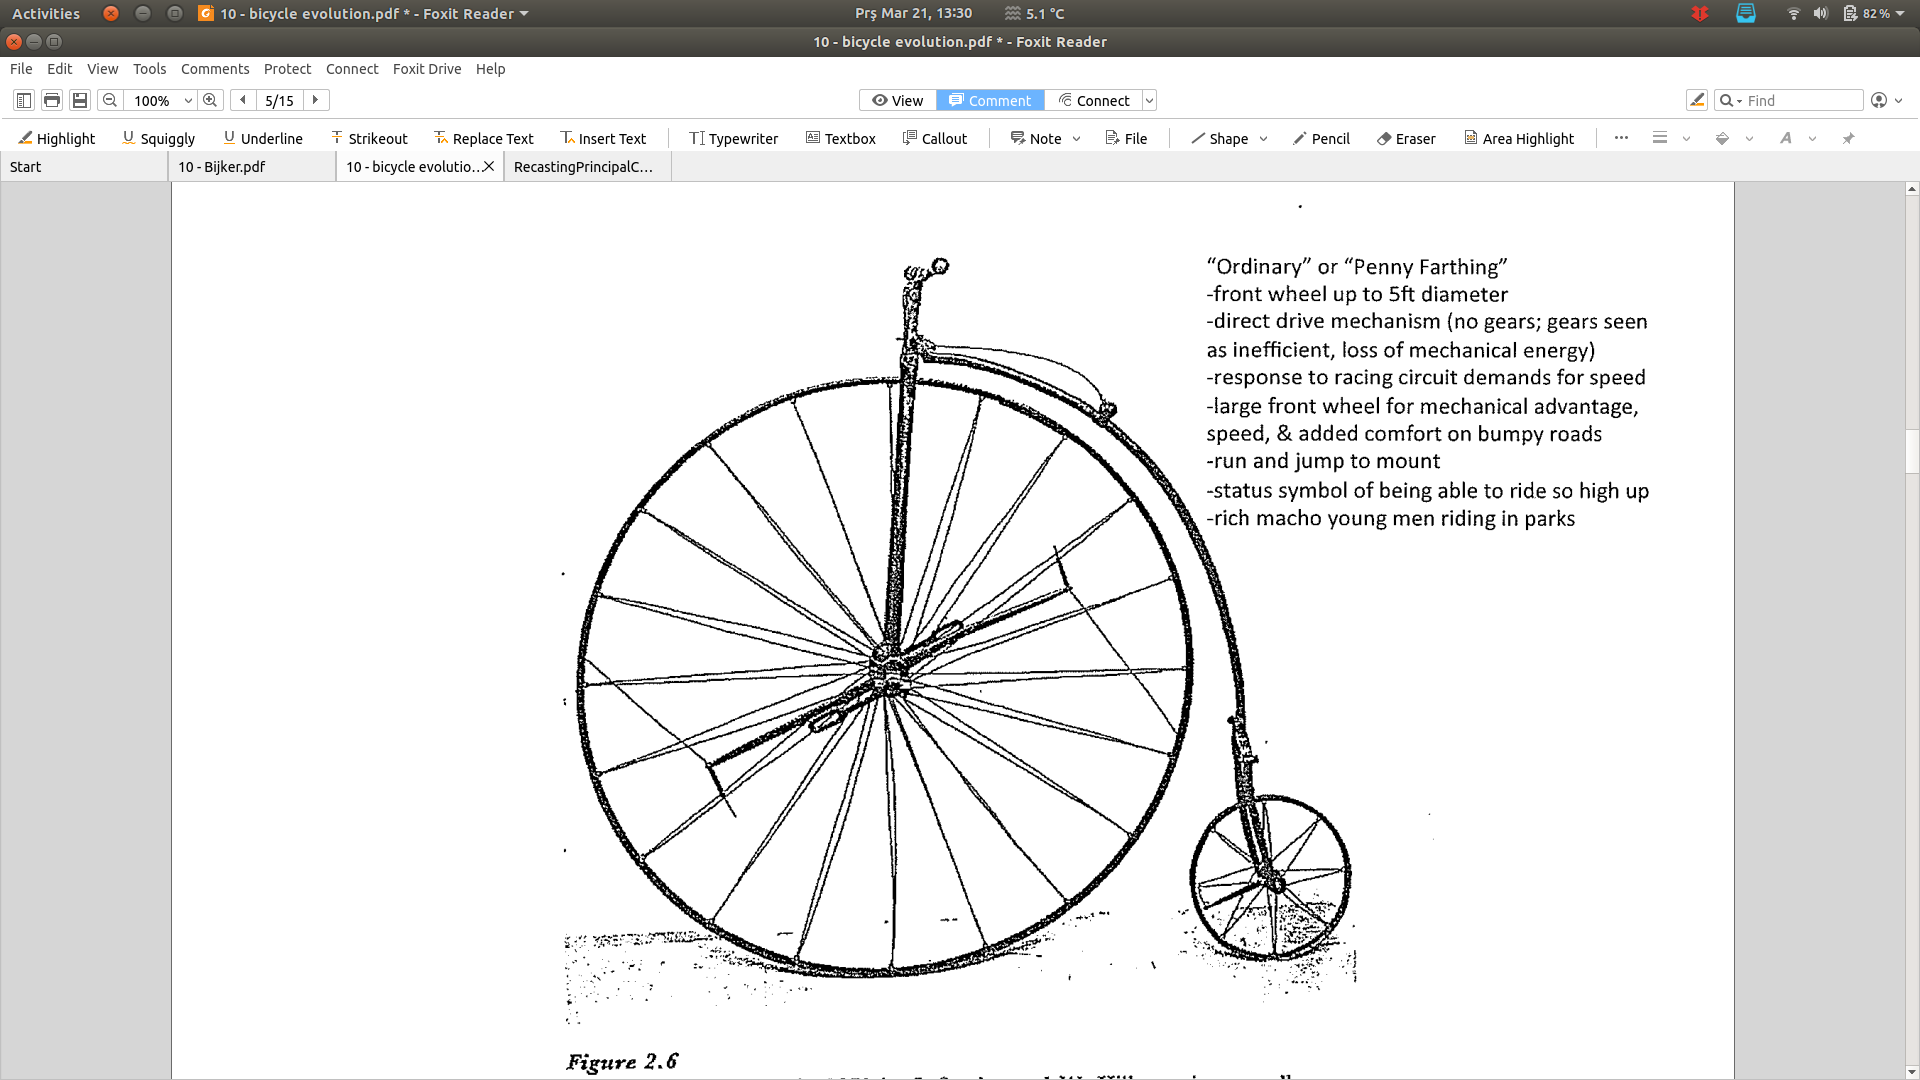 Activities 10 - bicycle evolution.pdf * - Foxit Reader Prş Mar 21, 13:30 5.1 °C 82 %
10 - bicycle evolution.pdf * - Foxit Reader
File Edit View Tools Comments Protect Connect Foxit Drive Help
100% 5/15 View Comment Connect Find
Highlight Squiggly Underline Strikeout Replace Text Insert Text Typewriter Textbox Callout Note File Shape Pencil Eraser Area Highlight
Start 10 - Bijker.pdf 10 - bicycle evolutio... RecastingPrincipalC...
“Ordinary” or “Penny Farthing”
-front wheel up to 5ft diameter
-direct drive mechanism (no gears; gears seen
as inefficient, loss of mechanical energy)
-response to racing circuit demands for speed
-large front wheel for mechanical advantage,
speed, & added comfort on bumpy roads
-run and jump to mount
-status symbol of being able to ride so high up
-rich macho young men riding in parks
Figure 2.6